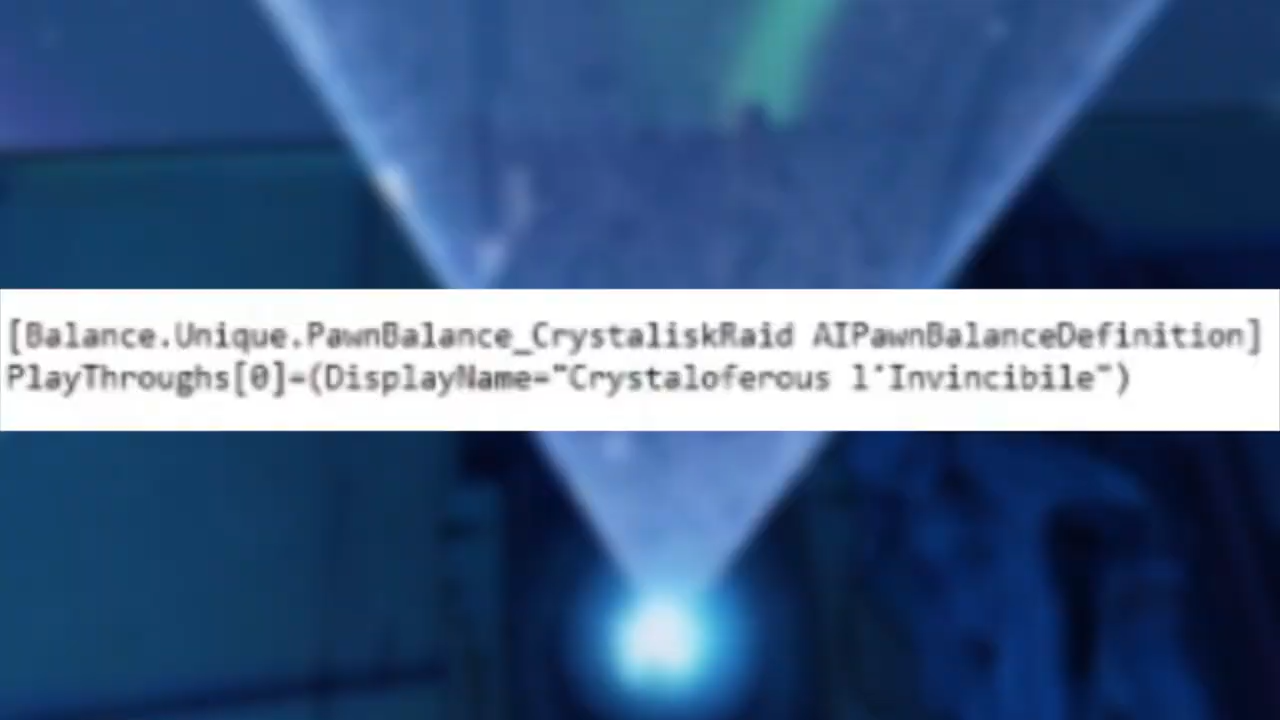 [Balance.Unique.PawnBalance_CrystaliskRaid AIPawnBalanceDefinition]
PlayThroughs[0]=(DisplayName="Crystaloferous l'Invincibile")